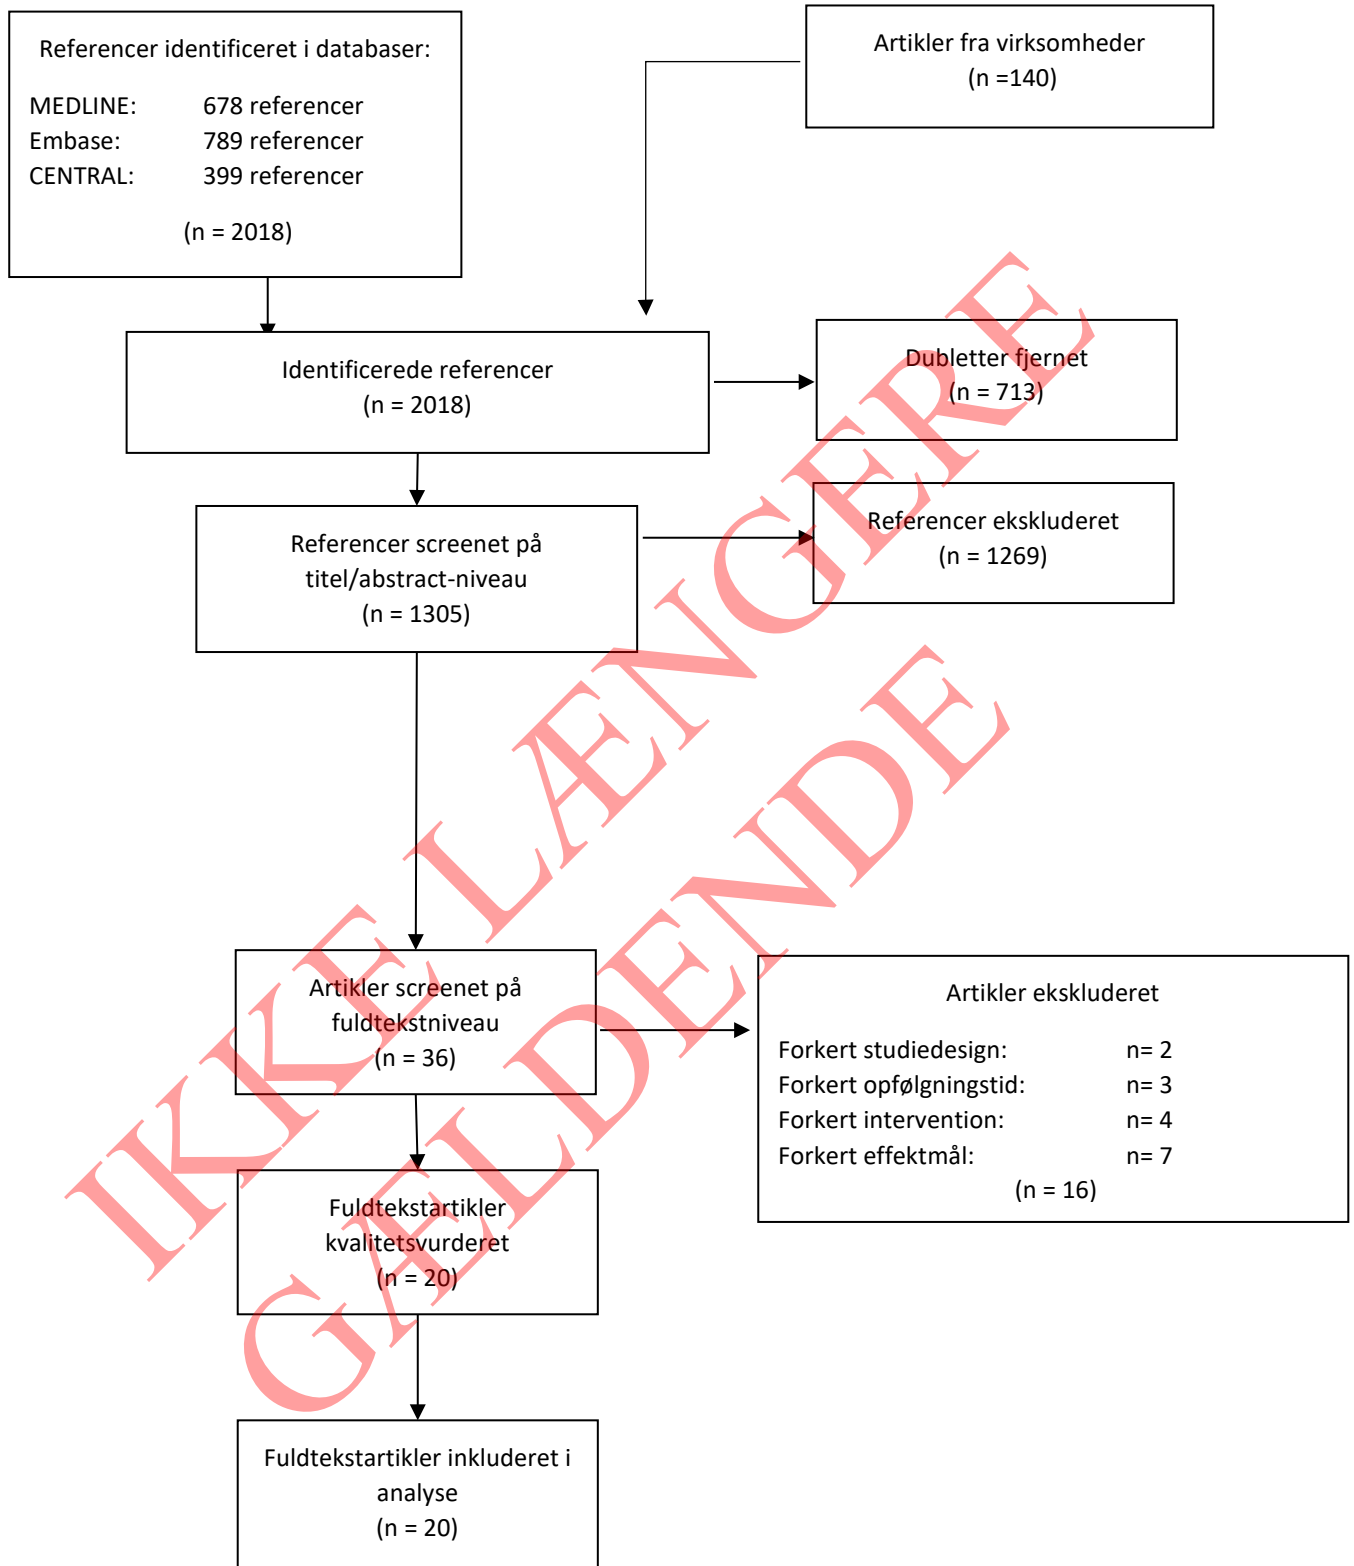 Referencer identificeret i databaser:
MEDLINE: 678 referencer
Embase: 789 referencer
CENTRAL: 399 referencer
(n = 2018)
Artikler fra virksomheder
(n =140)
Identificerede referencer
(n = 2018)
Dubletter fjernet
(n = 713)
Referencer screenet på
titel/abstract-niveau
(n = 1305)
Referencer ekskluderet
(n = 1269)
Artikler screenet på
fuldtekstniveau
(n = 36)
Artikler ekskluderet
Forkert studiedesign: n= 2
Forkert opfølgningstid: n= 3
Forkert intervention: n= 4
Forkert effektmål: n= 7
(n = 16)
Fuldtekstartikler
kvalitetsvurderet
(n = 20)
Fuldtekstartikler inkluderet i
analyse
(n = 20)
IKKE LÆNGERE
GÆLDENDE